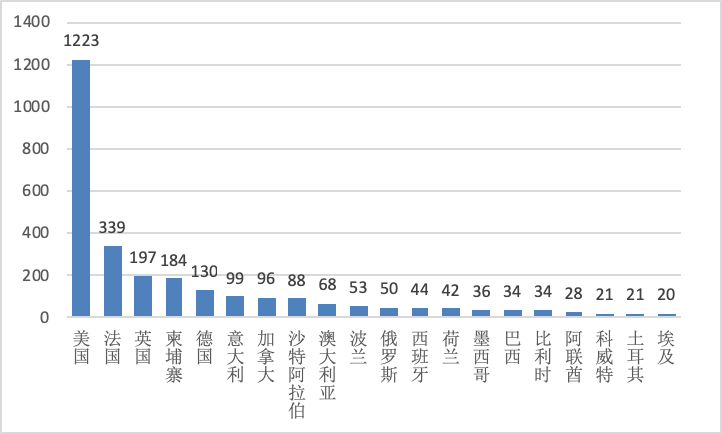 1400
1200
1000
800
600
400
200
0
1223
339
197
184
130
99
96
88
68
53
50
44
42
36
34
34
28
21
21
20
美国
法国
英国
柬埔寨
德国
意大利
加拿大
沙特阿拉伯
澳大利亚
波兰
俄罗斯
西班牙
荷兰
墨西哥
巴西
比利时
阿联酋
科威特
土耳其
埃及